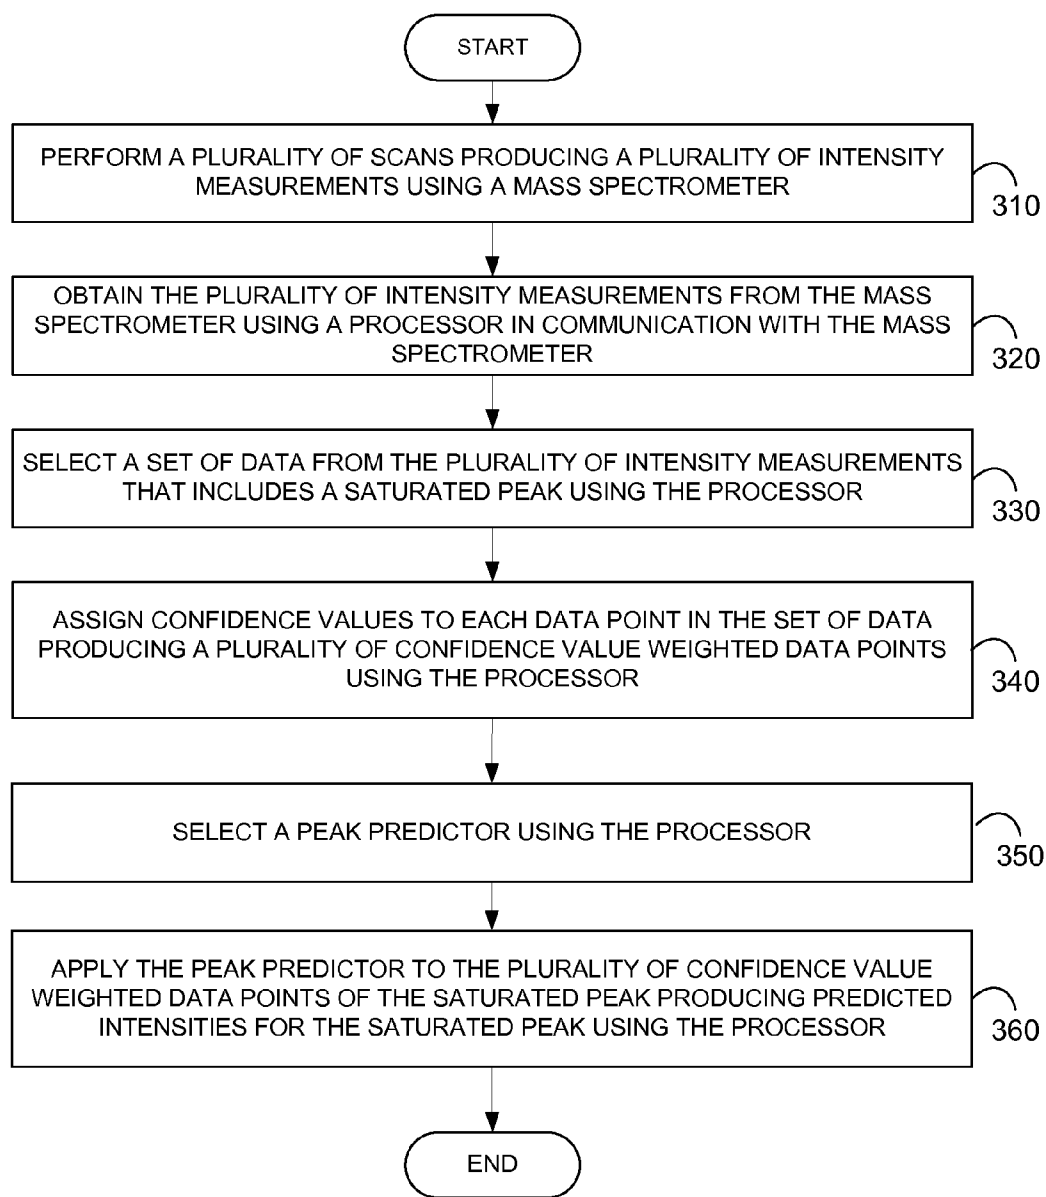 START
PERFORM A PLURALITY OF SCANS PRODUCING A PLURALITY OF INTENSITY
MEASUREMENTS USING A MASS SPECTROMETER
310
OBTAIN THE PLURALITY OF INTENSITY MEASUREMENTS FROM THE MASS
SPECTROMETER USING A PROCESSOR IN COMMUNICATION WITH THE MASS
SPECTROMETER
320
SELECT A SET OF DATA FROM THE PLURALITY OF INTENSITY MEASUREMENTS
THAT INCLUDES A SATURATED PEAK USING THE PROCESSOR
330
ASSIGN CONFIDENCE VALUES TO EACH DATA POINT IN THE SET OF DATA
PRODUCING A PLURALITY OF CONFIDENCE VALUE WEIGHTED DATA POINTS
USING THE PROCESSOR
340
SELECT A PEAK PREDICTOR USING THE PROCESSOR
350
APPLY THE PEAK PREDICTOR TO THE PLURALITY OF CONFIDENCE VALUE
WEIGHTED DATA POINTS OF THE SATURATED PEAK PRODUCING PREDICTED
INTENSITIES FOR THE SATURATED PEAK USING THE PROCESSOR
360
END